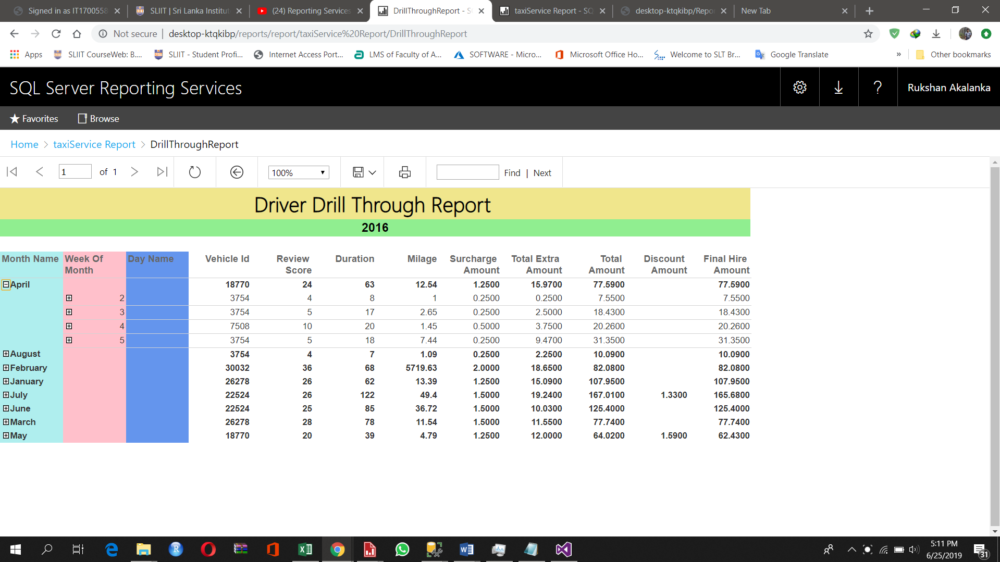 Signed in as IT1700558
SLIIT | Sri Lanka Institut
(24) Reporting Services
DrillThroughReport - S
taxiService Report - SQ
desktop-ktqkibp/Repo
New Tab
Not secure | desktop-ktqkibp/reports/report/taxiService%20Report/DrillThroughReport
Apps SLIIT CourseWeb: B.... SLIIT - Student Profi... Internet Access Port... LMS of Faculty of A... SOFTWARE - Micro... Microsoft Office Ho... Welcome to SLT Br... Google Translate » Other bookmarks
SQL Server Reporting Services
? Rukshan Akalanka
Favorites Browse
Home > taxiService Report > DrillThroughReport
1 of 1 100% Find | Next
Driver Drill Through Report
2016
Month Name Week Of Month Day Name Vehicle Id Review Score Duration Milage Surcharge Amount Total Extra Amount Total Amount Discount Amount Final Hire Amount
April 18770 24 63 12.54 1.2500 15.9700 77.5900 77.5900
2 3754 4 8 1 0.2500 0.2500 7.5500 7.5500
3 3754 5 17 2.65 0.2500 2.5000 18.4300 18.4300
4 7508 10 20 1.45 0.5000 3.7500 20.2600 20.2600
5 3754 5 18 7.44 0.2500 9.4700 31.3500 31.3500
August 3754 4 7 1.09 0.2500 2.2500 10.0900 10.0900
February 30032 36 68 5719.63 2.0000 18.6500 82.0800 82.0800
January 26278 26 62 13.39 1.2500 15.0900 107.9500 107.9500
July 22524 26 122 49.4 1.5000 19.2400 167.0100 1.3300 165.6800
June 22524 25 85 36.72 1.5000 10.0300 125.4000 125.4000
March 26278 28 78 11.54 1.5000 11.5500 77.7400 77.7400
May 18770 20 39 4.79 1.2500 12.0000 64.0200 1.5900 62.4300
5:11 PM
6/25/2019
31